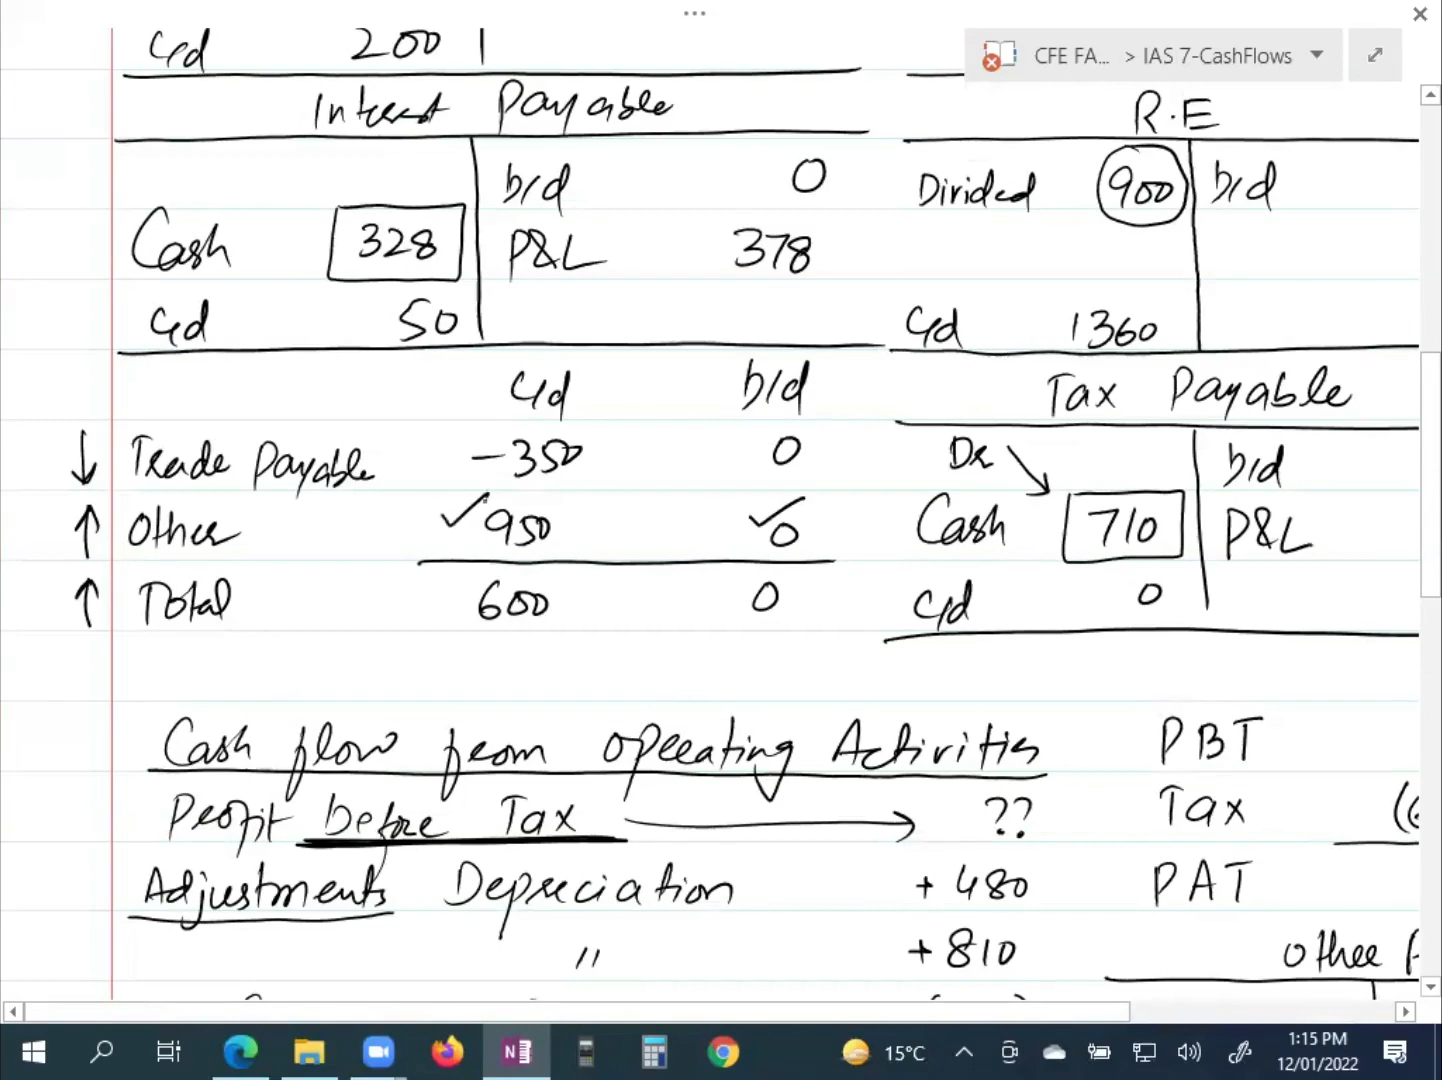 ...
CFE FA... > IAS 7-CashFlows
c/d 200
Interest Payable
b/d 0
Cash 328 P&L 378
c/d 50
R.E
Divided 900 b/d
c/d 1360
c/d b/d
↓ Trade Payable -350 0
↑ Other ✓950 ✓0
↑ Total 600 0
Tax Payable
Dr b/d
Cash 710 P&L
c/d 0
Cash flow from operating Activities
Profit before Tax → ??
Adjustments Depreciation +480
" +810
PBT
Tax
PAT
other
15°C
1:15 PM
12/01/2022